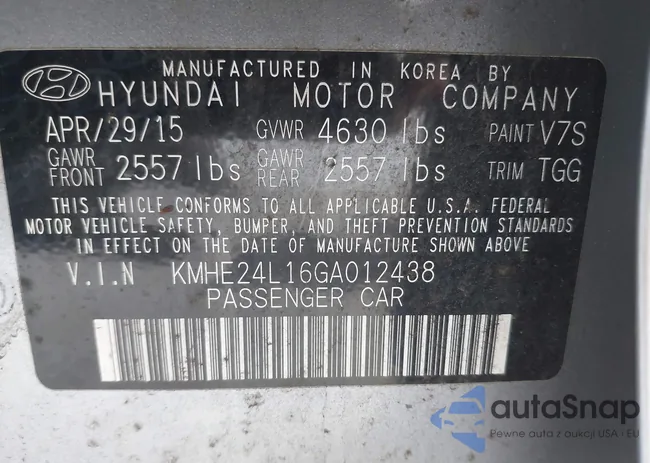 MANUFACTURED IN KOREA BY
HYUNDAI MOTOR COMPANY
APR/29/15 GVWR 4630 lbs PAINT V7S
GAWR FRONT 2557 lbs GAWR REAR 2557 lbs TRIM TGG
THIS VEHICLE CONFORMS TO ALL APPLICABLE U.S.A. FEDERAL
MOTOR VEHICLE SAFETY, BUMPER, AND THEFT PREVENTION STANDARDS
IN EFFECT ON THE DATE OF MANUFACTURE SHOWN ABOVE
V.I.N KMHE24L16GA012438
PASSENGER CAR
autaSnap
Pewne auta z aukcji USA - EU